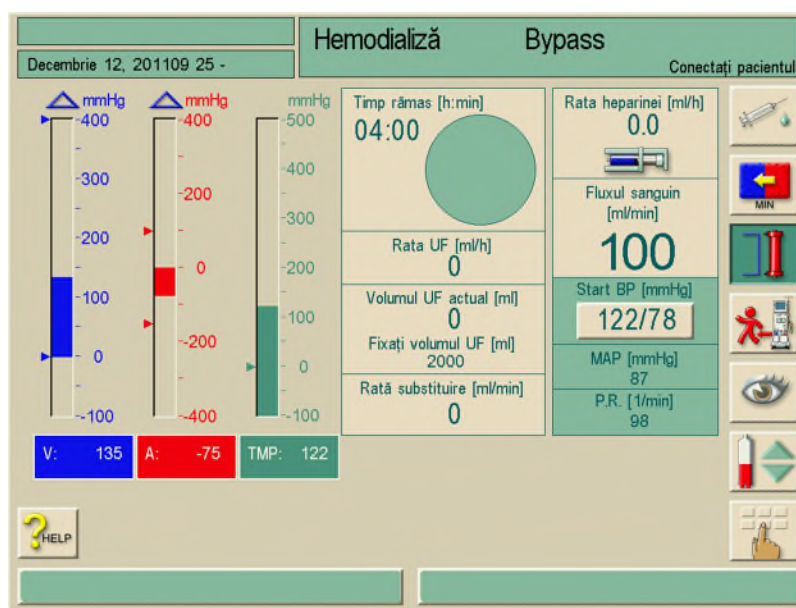 Hemodializă Bypass
Decembrie 12, 201109 25 -
Conectați pacientul
mmHg
400
300
200
100
0
-100
V: 135
mmHg
400
200
0
-200
-400
A: -75
mmHg
500
400
300
200
100
0
-100
TMP: 122
Timp rămas [h:min]
04:00
Rata UF [ml/h]
0
Volumul UF actual [ml]
0
Fixați volumul UF [ml]
2000
Rată substituire [ml/min]
0
Rata heparinei [ml/h]
0.0
Fluxul sanguin
[ml/min]
100
Start BP [mmHg]
122/78
MAP [mmHg]
87
P.R. [1/min]
98
MIN
?HELP